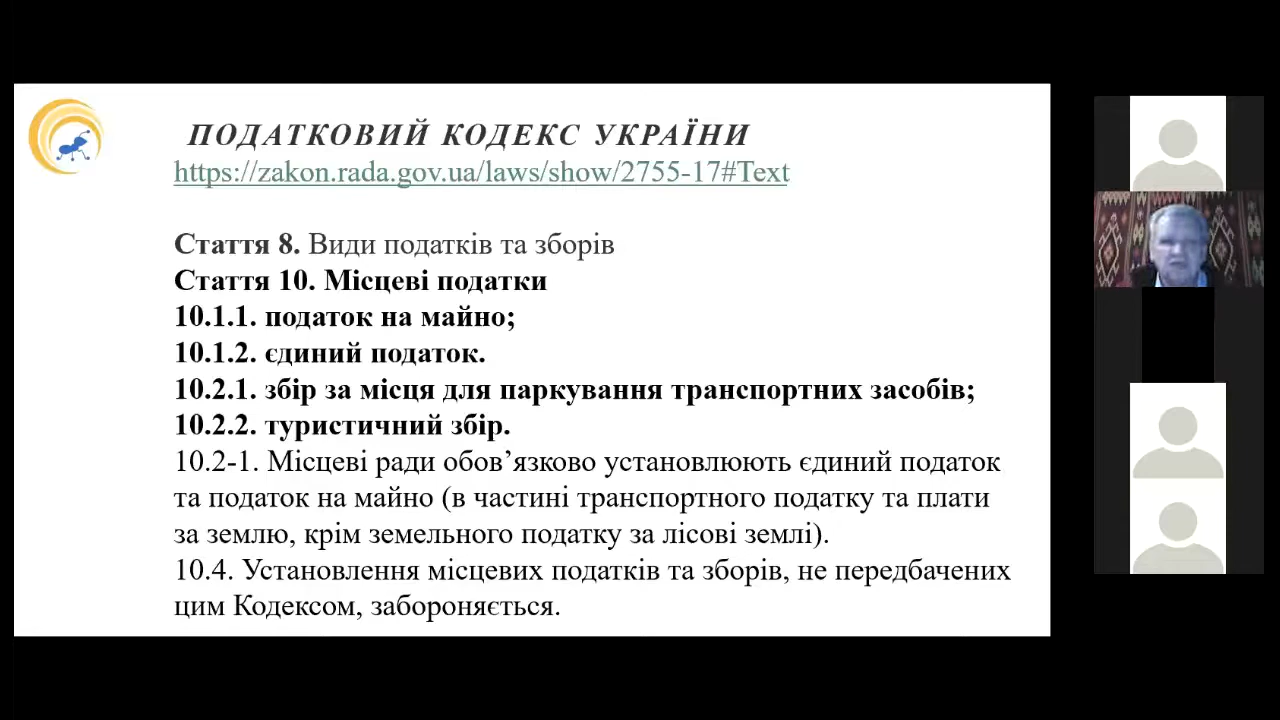 ПОДАТКОВИЙ КОДЕКС УКРАЇНИ
https://zakon.rada.gov.ua/laws/show/2755-17#Text
Стаття 8. Види податків та зборів
Стаття 10. Місцеві податки
10.1.1. податок на майно;
10.1.2. єдиний податок.
10.2.1. збір за місця для паркування транспортних засобів;
10.2.2. туристичний збір.
10.2-1. Місцеві ради обов’язково установлюють єдиний податок
та податок на майно (в частині транспортного податку та плати
за землю, крім земельного податку за лісові землі).
10.4. Установлення місцевих податків та зборів, не передбачених
цим Кодексом, забороняється.